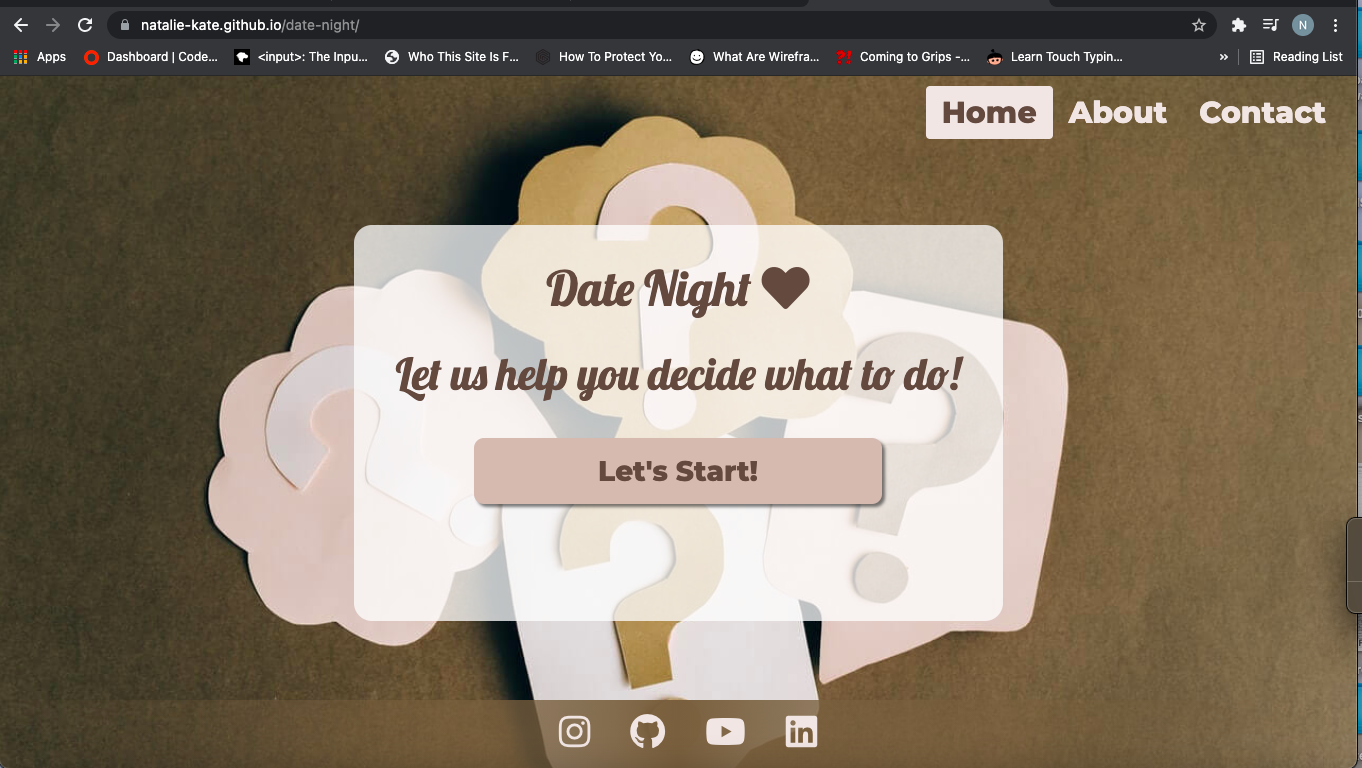 natalie-kate.github.io/date-night/
N
Apps Dashboard | Code... <input>: The Inpu... Who This Site Is F... How To Protect Yo... What Are Wirefra... Coming to Grips -... Learn Touch Typin... » Reading List
Home About Contact
Date Night
Let us help you decide what to do!
Let's Start!